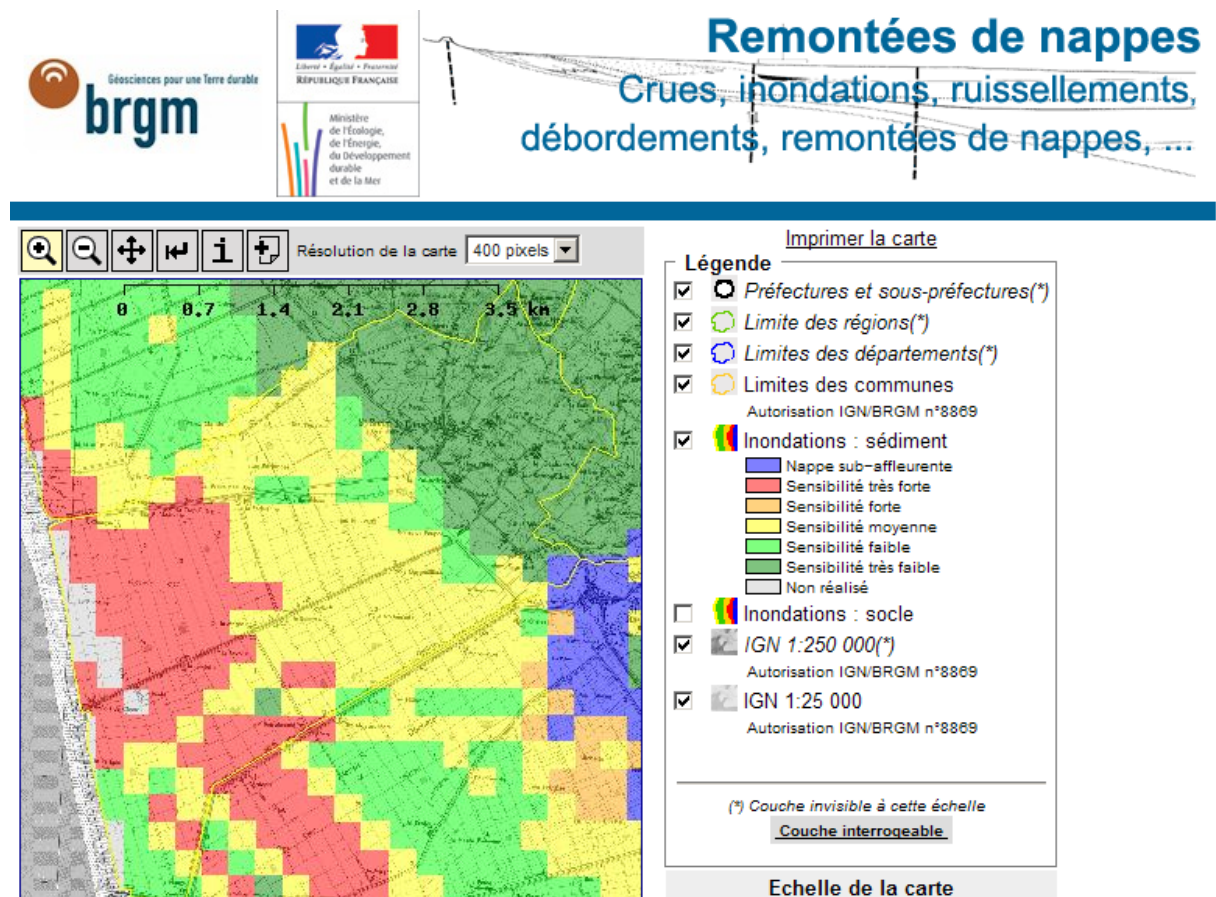 Géosciences pour une Terre durable
brgm
Liberté • Égalité • Fraternité
RÉPUBLIQUE FRANÇAISE
Ministère
de l'Écologie,
de l'Énergie,
du Développement
durable
et de la Mer
Remontées de nappes
Crues, inondations, ruissellements,
débordements, remontées de nappes, ...
Résolution de la carte 400 pixels
0 0.7 1.4 2.1 2.8 3.5 km
Imprimer la carte
Légende
Préfectures et sous-préfectures(*)
Limite des régions(*)
Limites des départements(*)
Limites des communes
Autorisation IGN/BRGM n°8869
Inondations : sédiment
Nappe sub-affleurente
Sensibilité très forte
Sensibilité forte
Sensibilité moyenne
Sensibilité faible
Sensibilité très faible
Non réalisé
Inondations : socle
IGN 1:250 000(*)
Autorisation IGN/BRGM n°8869
IGN 1:25 000
Autorisation IGN/BRGM n°8869
(*) Couche invisible à cette échelle
Couche interrogeable
Echelle de la carte